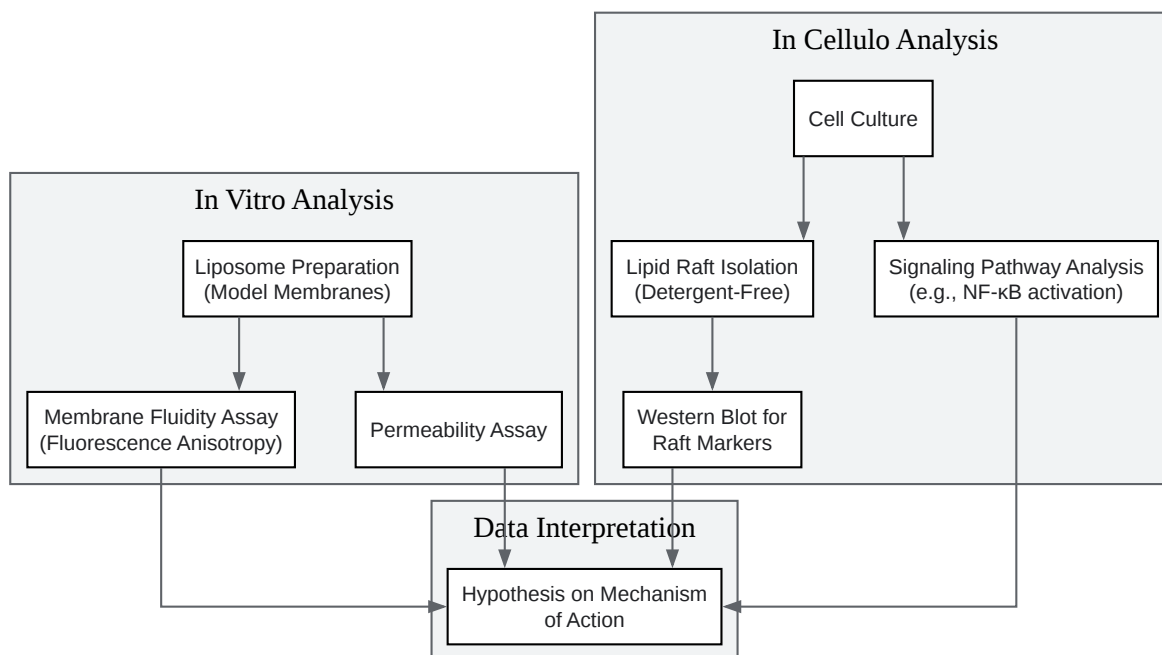 In Cellulo Analysis
Cell Culture
Lipid Raft Isolation
(Detergent-Free)
Signaling Pathway Analysis
(e.g., NF-κB activation)
Western Blot for
Raft Markers
In Vitro Analysis
Liposome Preparation
(Model Membranes)
Membrane Fluidity Assay
(Fluorescence Anisotropy)
Permeability Assay
Data Interpretation
Hypothesis on Mechanism
of Action